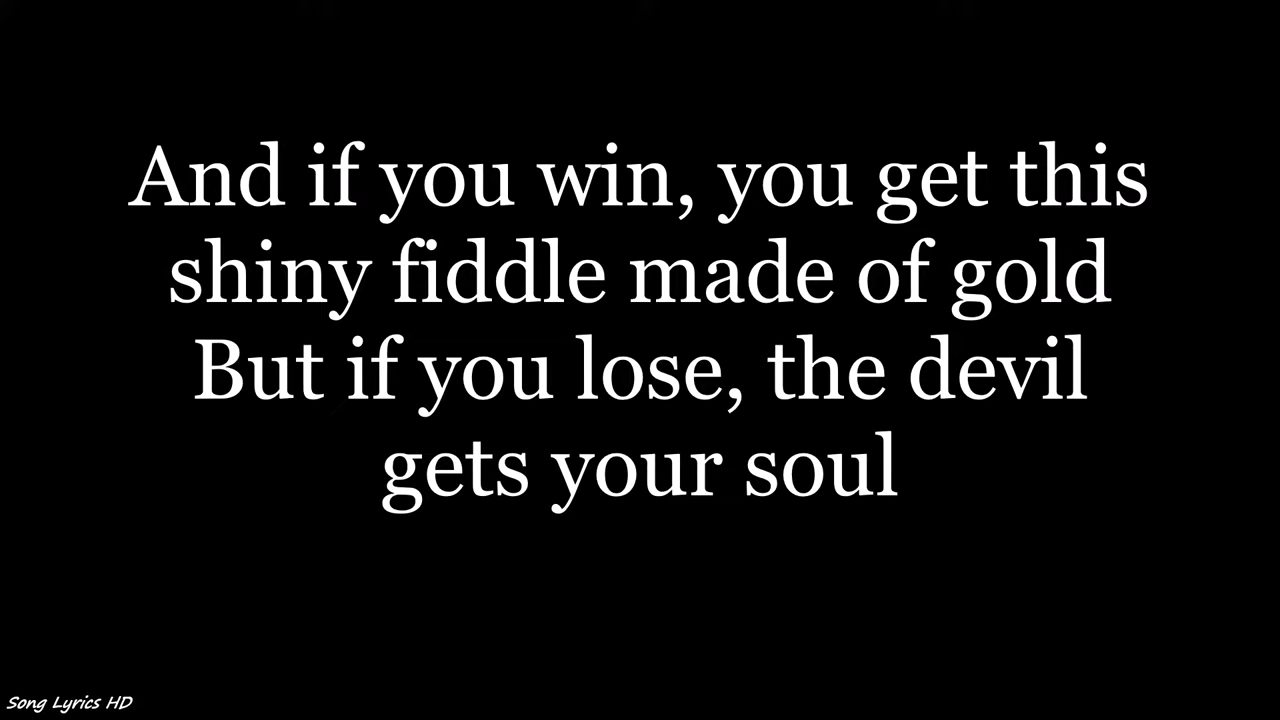 And if you win, you get this
shiny fiddle made of gold
But if you lose, the devil
gets your soul
Song Lyrics HD